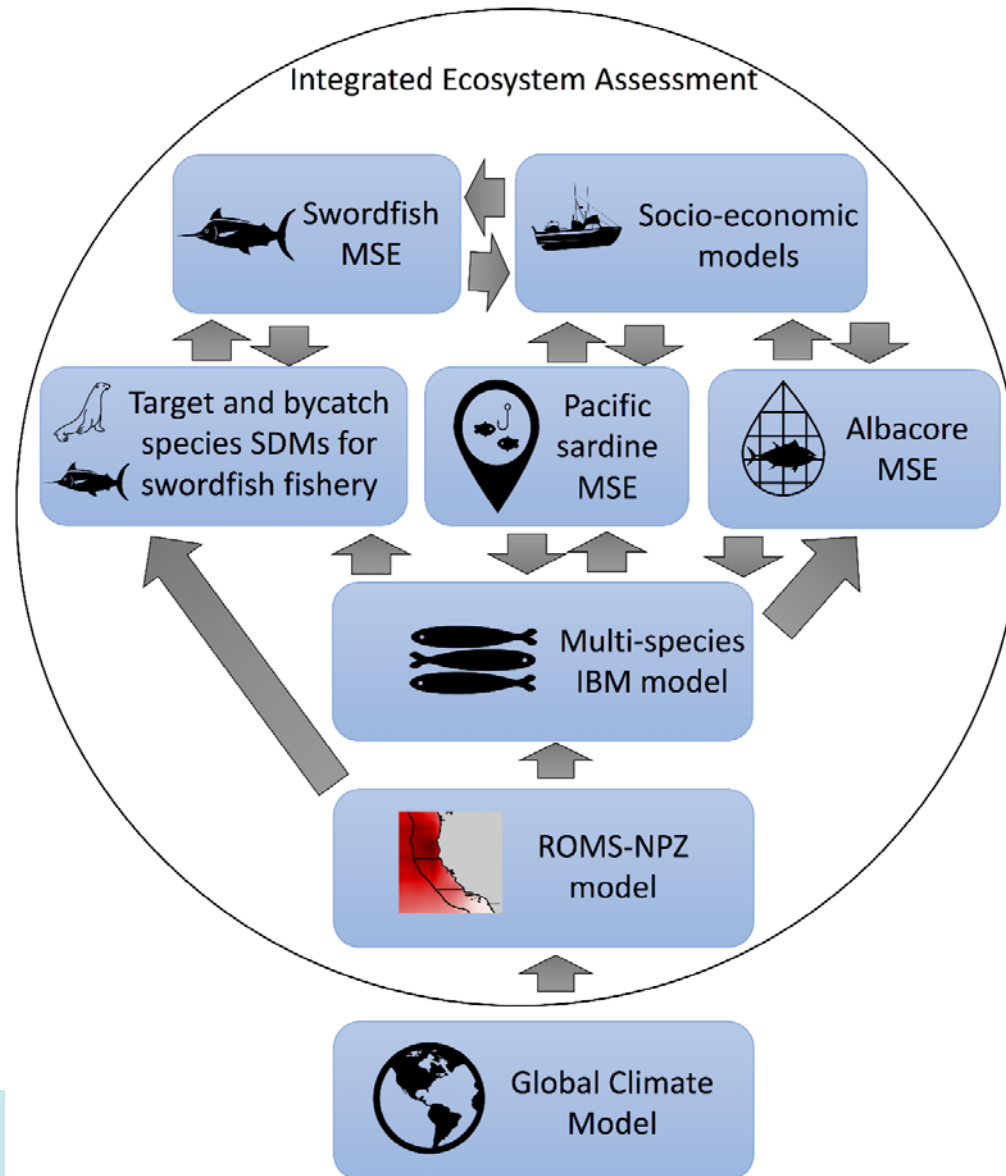 Integrated Ecosystem Assessment
Swordfish
MSE
Socio-economic
models
Target and bycatch
species SDMs for
swordfish fishery
Pacific
sardine
MSE
Albacore
MSE
Multi-species
IBM model
ROMS-NPZ
model
Global Climate
Model